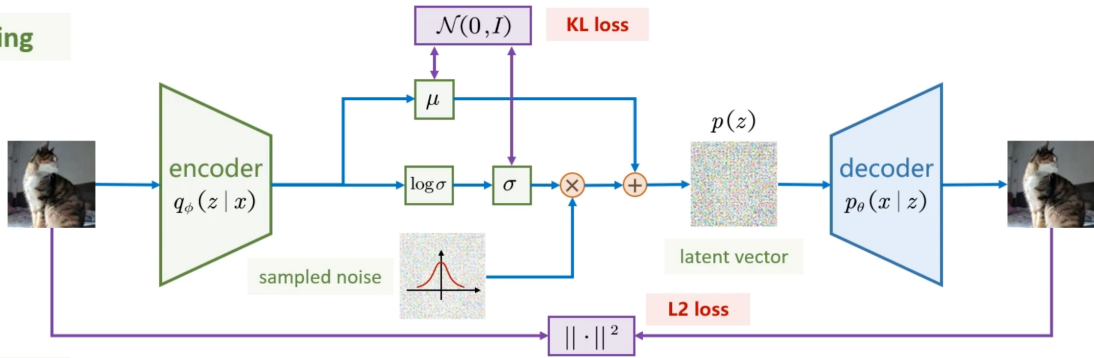 ing
N(0, I)
KL loss
μ
encoder
q_ϕ(z | x)
log σ
σ
×
+
p(z)
decoder
p_θ(x | z)
sampled noise
latent vector
L2 loss
|| · ||²